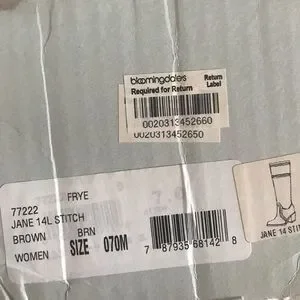 bloomingdales
Return
Required for Return
Label
0020313452660
0020313452650
FRYE
77222
JANE 14L STITCH
BROWN BRN
WOMEN SIZE 070M
7 87935 68142 8
JANE 14 STI